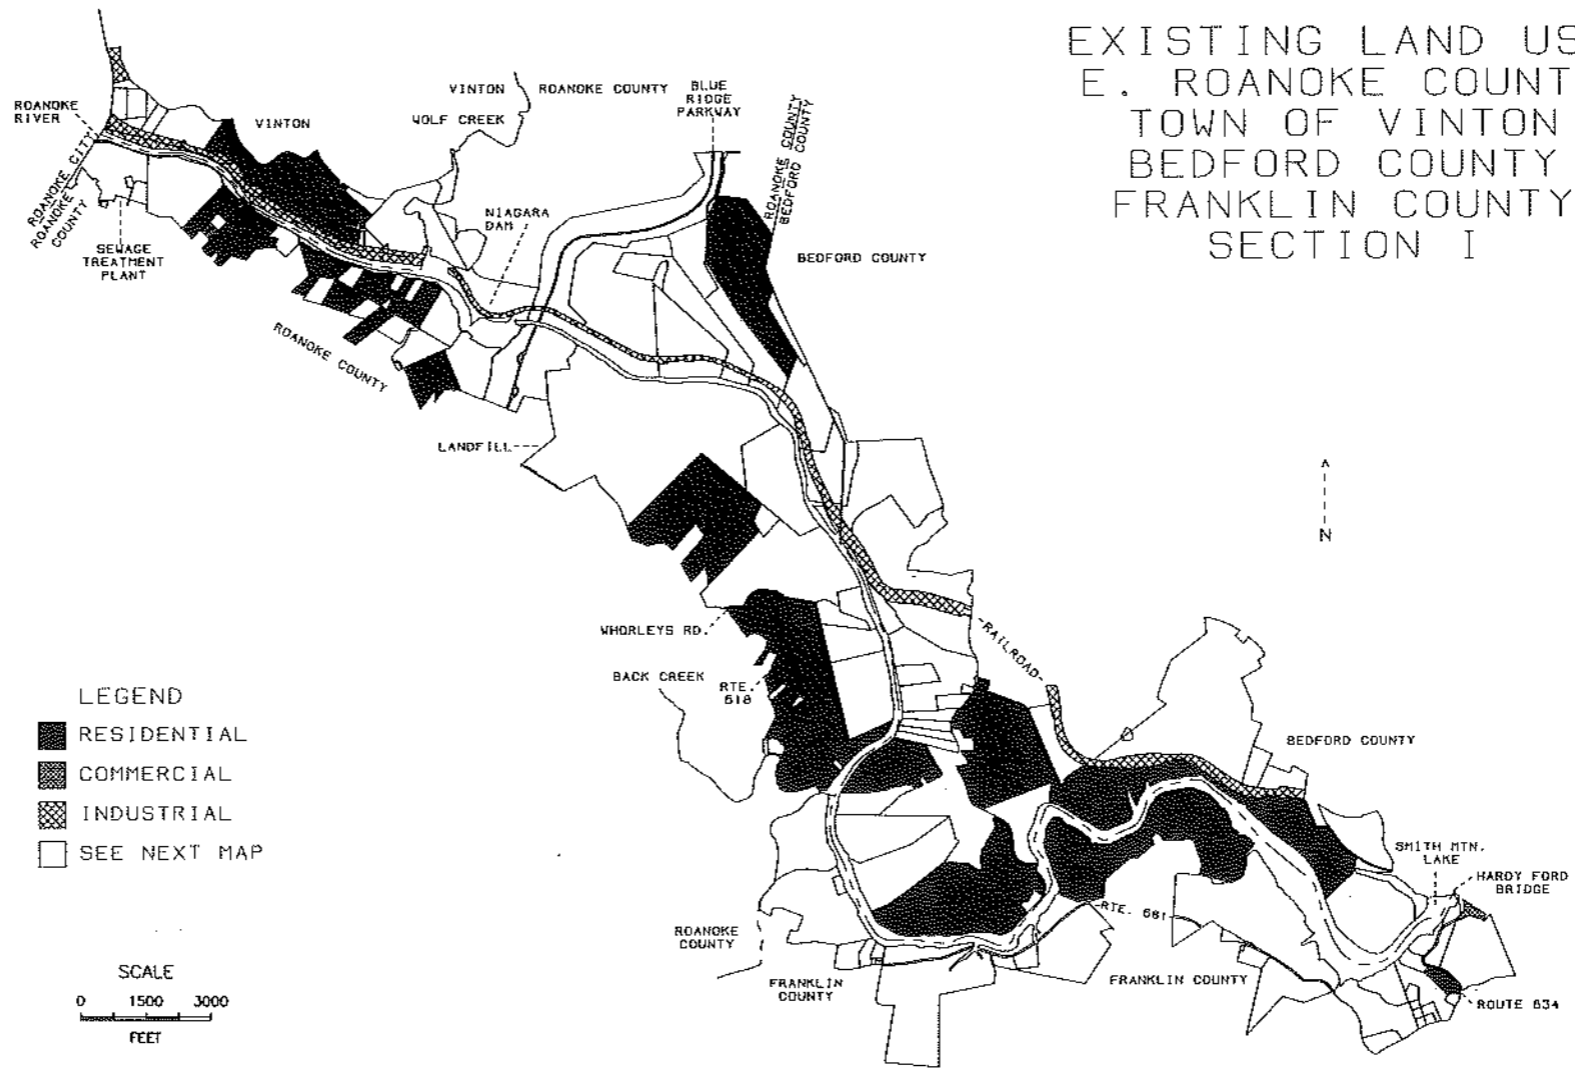 EXISTING LAND US
E. ROANOKE COUNT
TOWN OF VINTON
BEDFORD COUNTY
FRANKLIN COUNTY
SECTION I
ROANOKE
RIVER
VINTON
VINTON
ROANOKE COUNTY
WOLF CREEK
BLUE
RIDGE
PARKWAY
ROANOKE COUNTY
BEDFORD COUNTY
ROANOKE CITY
ROANOKE
COUNTY
SEWAGE
TREATMENT
PLANT
NIAGARA
DAM
BEDFORD COUNTY
ROANOKE COUNTY
LANDFILL
N
WHORLEYS RD.
RAILROAD
BACK CREEK
RTE.
618
BEDFORD COUNTY
LEGEND
RESIDENTIAL
COMMERCIAL
INDUSTRIAL
SEE NEXT MAP
SMITH MTN.
LAKE
HARDY FORD
BRIDGE
RTE. 681
ROANOKE
COUNTY
FRANKLIN
COUNTY
FRANKLIN COUNTY
ROUTE 634
SCALE
0 1500 3000
FEET